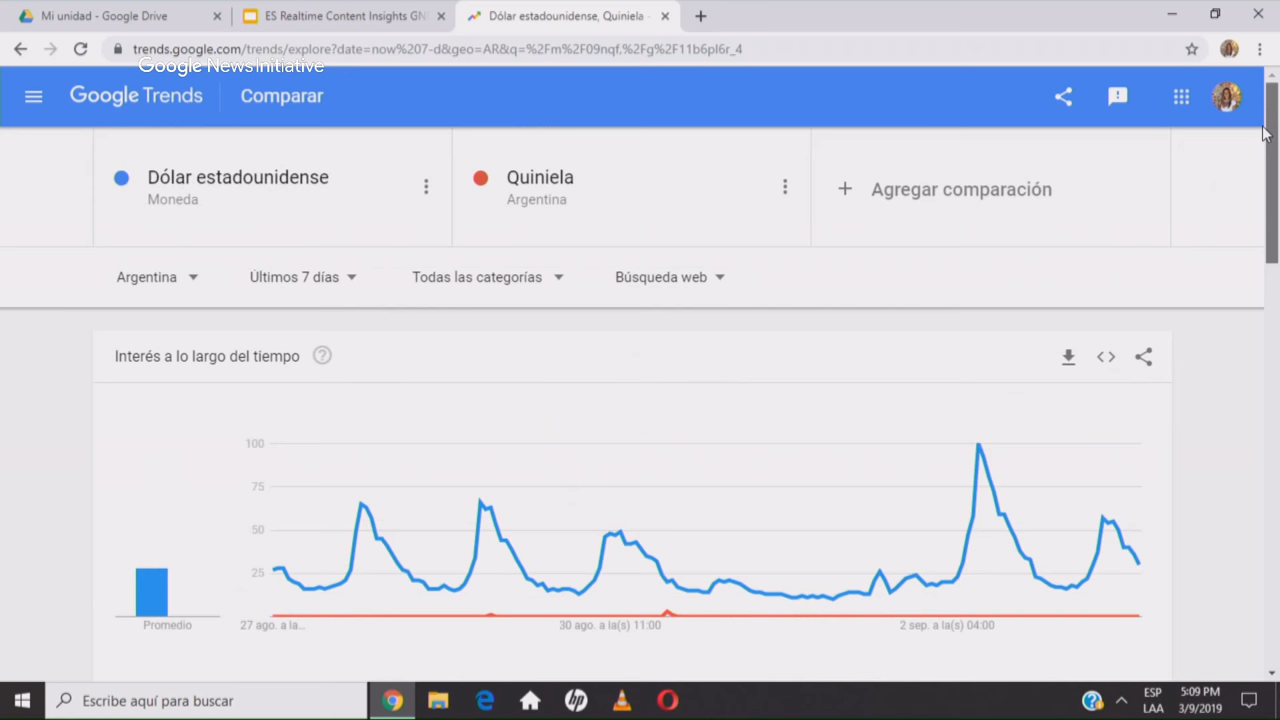 Mi unidad - Google Drive
ES Realtime Content Insights GN
Dólar estadounidense, Quiniela -
trends.google.com/trends/explore?date=now%207-d&geo=AR&q=%2Fm%2F09nqf,%2Fg%2F11b6pl6r_4
Google News Initiative
Google Trends
Comparar
Dólar estadounidense
Moneda
Quiniela
Argentina
+ Agregar comparación
Argentina
Últimos 7 días
Todas las categorías
Búsqueda web
Interés a lo largo del tiempo
100
75
50
25
Promedio
27 ago. a la...
30 ago. a la(s) 11:00
2 sep. a la(s) 04:00
Escribe aquí para buscar
hp
ESP
LAA
5:09 PM
3/9/2019